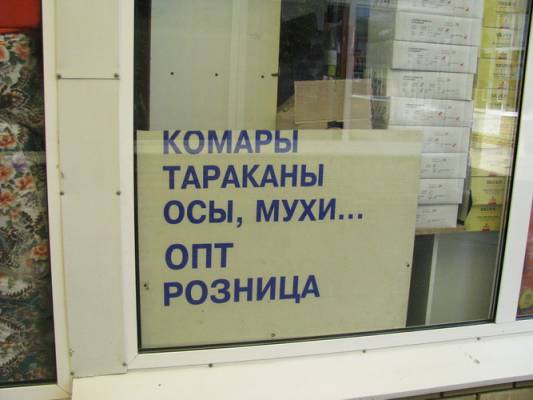 КОМАРЫ
ТАРАКАНЫ
ОСЫ, МУХИ...
ОПТ
РОЗНИЦА